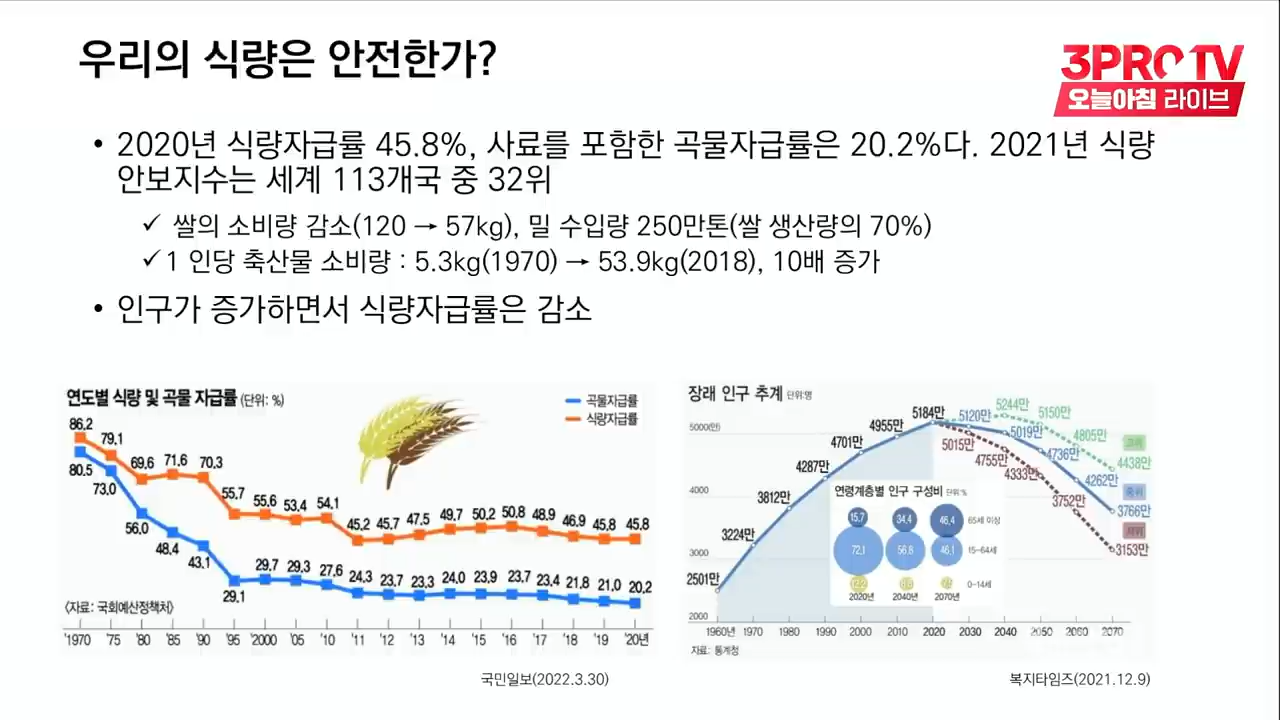 우리의 식량은 안전한가?
3PRO TV
오늘아침 라이브
• 2020년 식량자급률 45.8%, 사료를 포함한 곡물자급률은 20.2%다. 2021년 식량
안보지수는 세계 113개국 중 32위
✓ 쌀의 소비량 감소(120 → 57kg), 밀 수입량 250만톤(쌀 생산량의 70%)
✓ 1 인당 축산물 소비량 : 5.3kg(1970) → 53.9kg(2018), 10배 증가
• 인구가 증가하면서 식량자급률은 감소
연도별 식량 및 곡물 자급률 (단위: %)
곡물자급률
식량자급률
86,2 79,1 69,6 71,6 70,3 55,7 55,6 53,4 54,1 45,2 45,7 47,5 49,7 50,2 50,8 48,9 46,9 45,8 45,8
80,5 73,0 56,0 48,4 43,1 29,1 29,7 29,3 27,6 24,3 23,7 23,3 24,0 23,9 23,7 23,4 21,8 21,0 20,2
〈자료: 국회예산정책처〉
'1970 '75 '80 '85 '90 '95 '2000 '05 '10 '11 '12 '13 '14 '15 '16 '17 '18 '19 '20년
국민일보(2022.3.30)
장래 인구 추계 단위:명
5000(만)
4000
3000
2000
2501만 3224만 3812만 4287만 4701만 4955만 5184만
5244만 5150만 4805만 4438만
5120만 5019만 4736만 4262만 3766만
5015만 4755만 4333만 3752만 3153만
고위
중위
저위
연령계층별 인구 구성비 단위:%
15,7 34,4 46,4 65세 이상
72,1 56,8 46,1 15~64세
12,2 0~14세
2020년 2040년 2070년
1960년 1970 1980 1990 2000 2010 2020 2030 2040 2050 2060 2070
자료: 통계청
복지타임즈(2021.12.9)